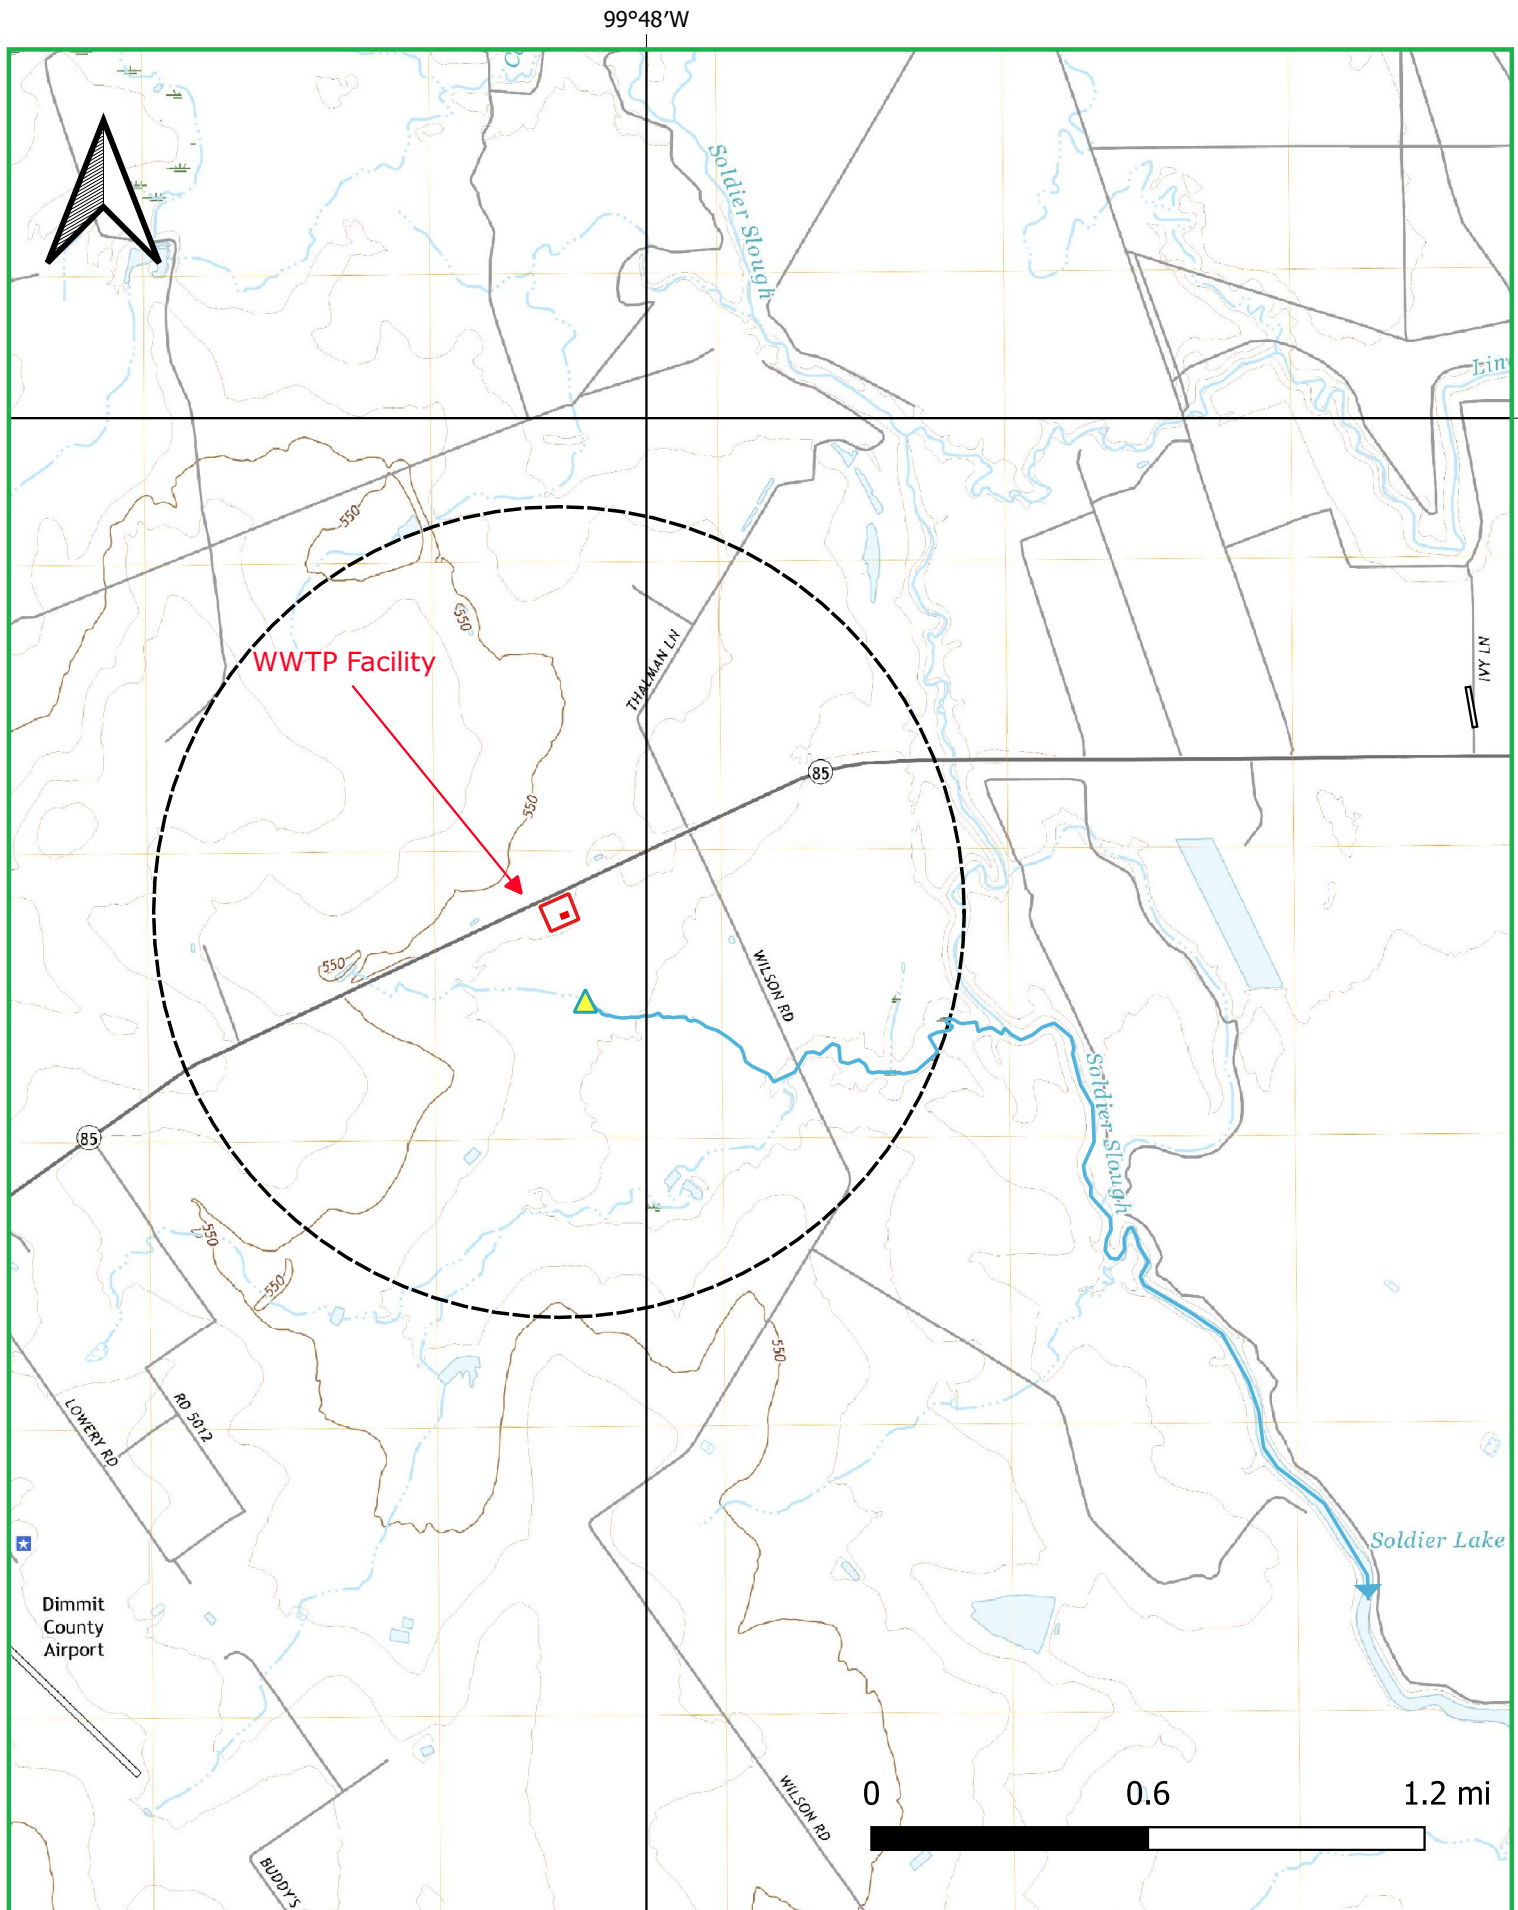 99°48′W
Soldier Slough
550
550
WWTP Facility
THALMAN LN
IVY LN
85
550
550
WILSON RD
Soldier Slough
85
550
550
550
LOWERY RD
RD 5012
Soldier Lake
Dimmit
County
Airport
WILSON RD
0 0.6 1.2 mi
BUDDY'S